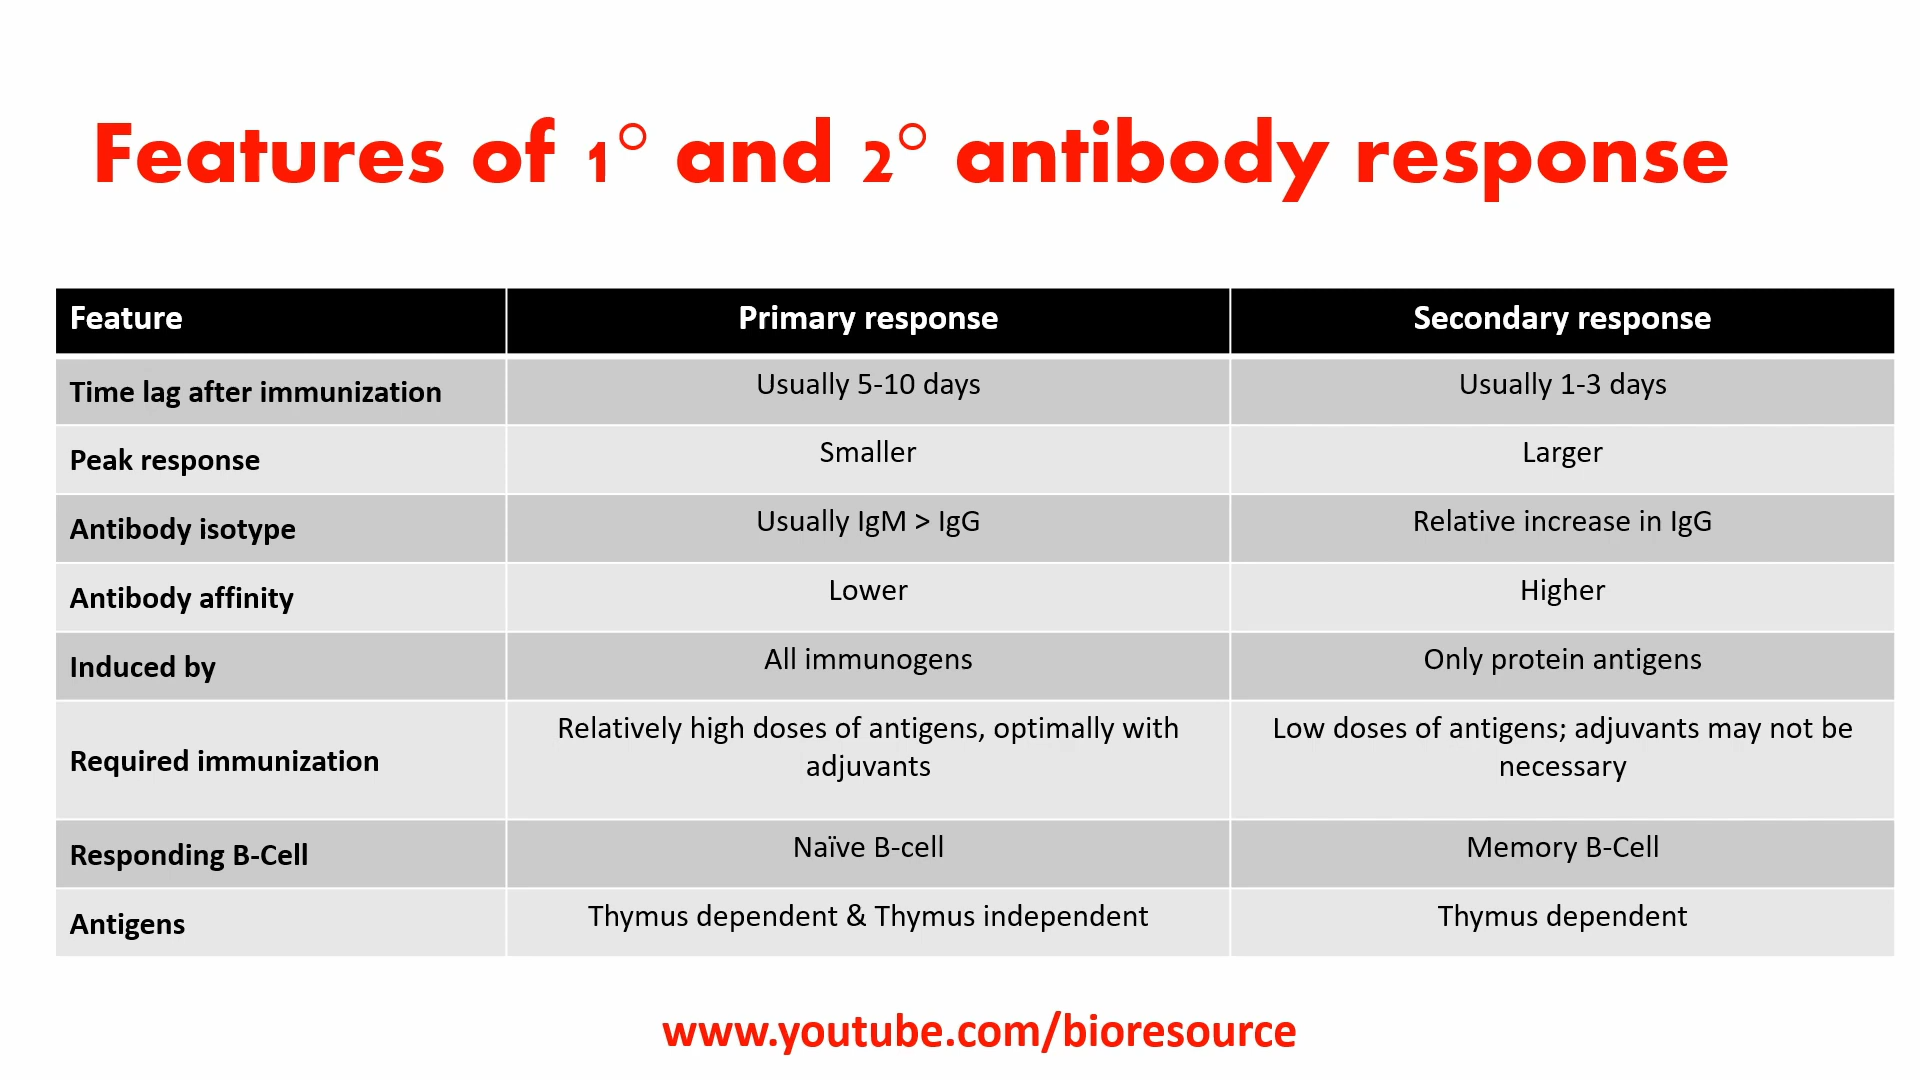 Features of 1° and 2° antibody response
Feature Primary response Secondary response
Time lag after immunization Usually 5-10 days Usually 1-3 days
Peak response Smaller Larger
Antibody isotype Usually IgM > IgG Relative increase in IgG
Antibody affinity Lower Higher
Induced by All immunogens Only protein antigens
Required immunization Relatively high doses of antigens, optimally with Low doses of antigens; adjuvants may not be
adjuvants necessary
Responding B-Cell Naïve B-cell Memory B-Cell
Antigens Thymus dependent & Thymus independent Thymus dependent
www.youtube.com/bioresource